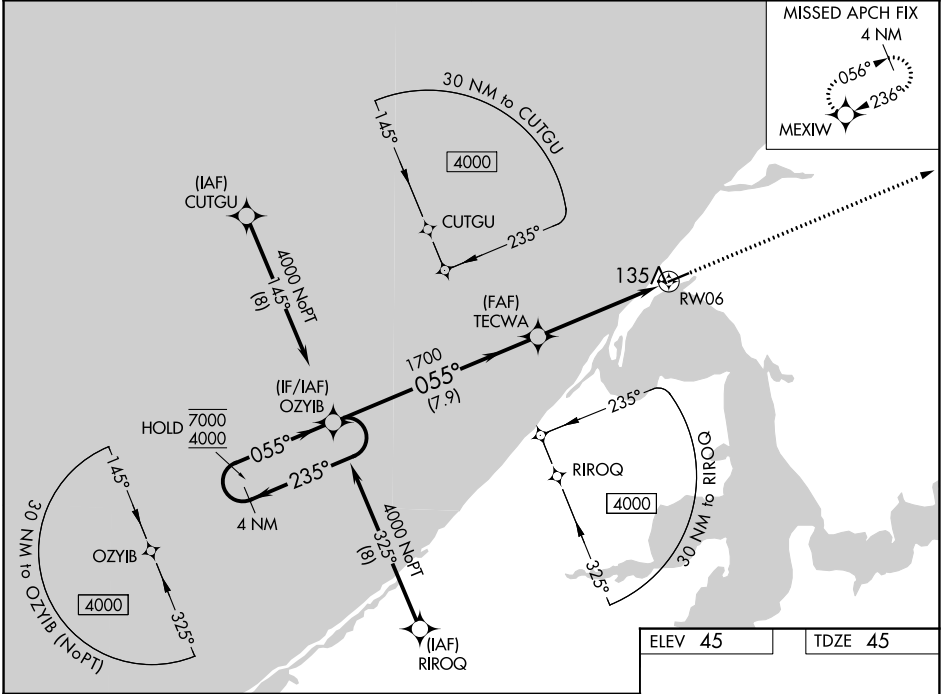 MISSED APCH FIX
4 NM
056°
236°
MEXIW
30 NM to CUTGU
145°
4000
CUTGU
235°
(IAF)
CUTGU
4000 NoPT
145°
(8)
135
RW06
(FAF)
TECWA
1700
055°
(7.9)
(IF/IAF)
OZYIB
HOLD
7000
4000
055°
235°
4 NM
235°
RIROQ
4000
30 NM to RIROQ
325°
145°
OZYIB
4000
325°
30 NM to OZYIB (NoPT)
4000 NoPT
325°
(8)
(IAF)
RIROQ
ELEV 45
TDZE 45